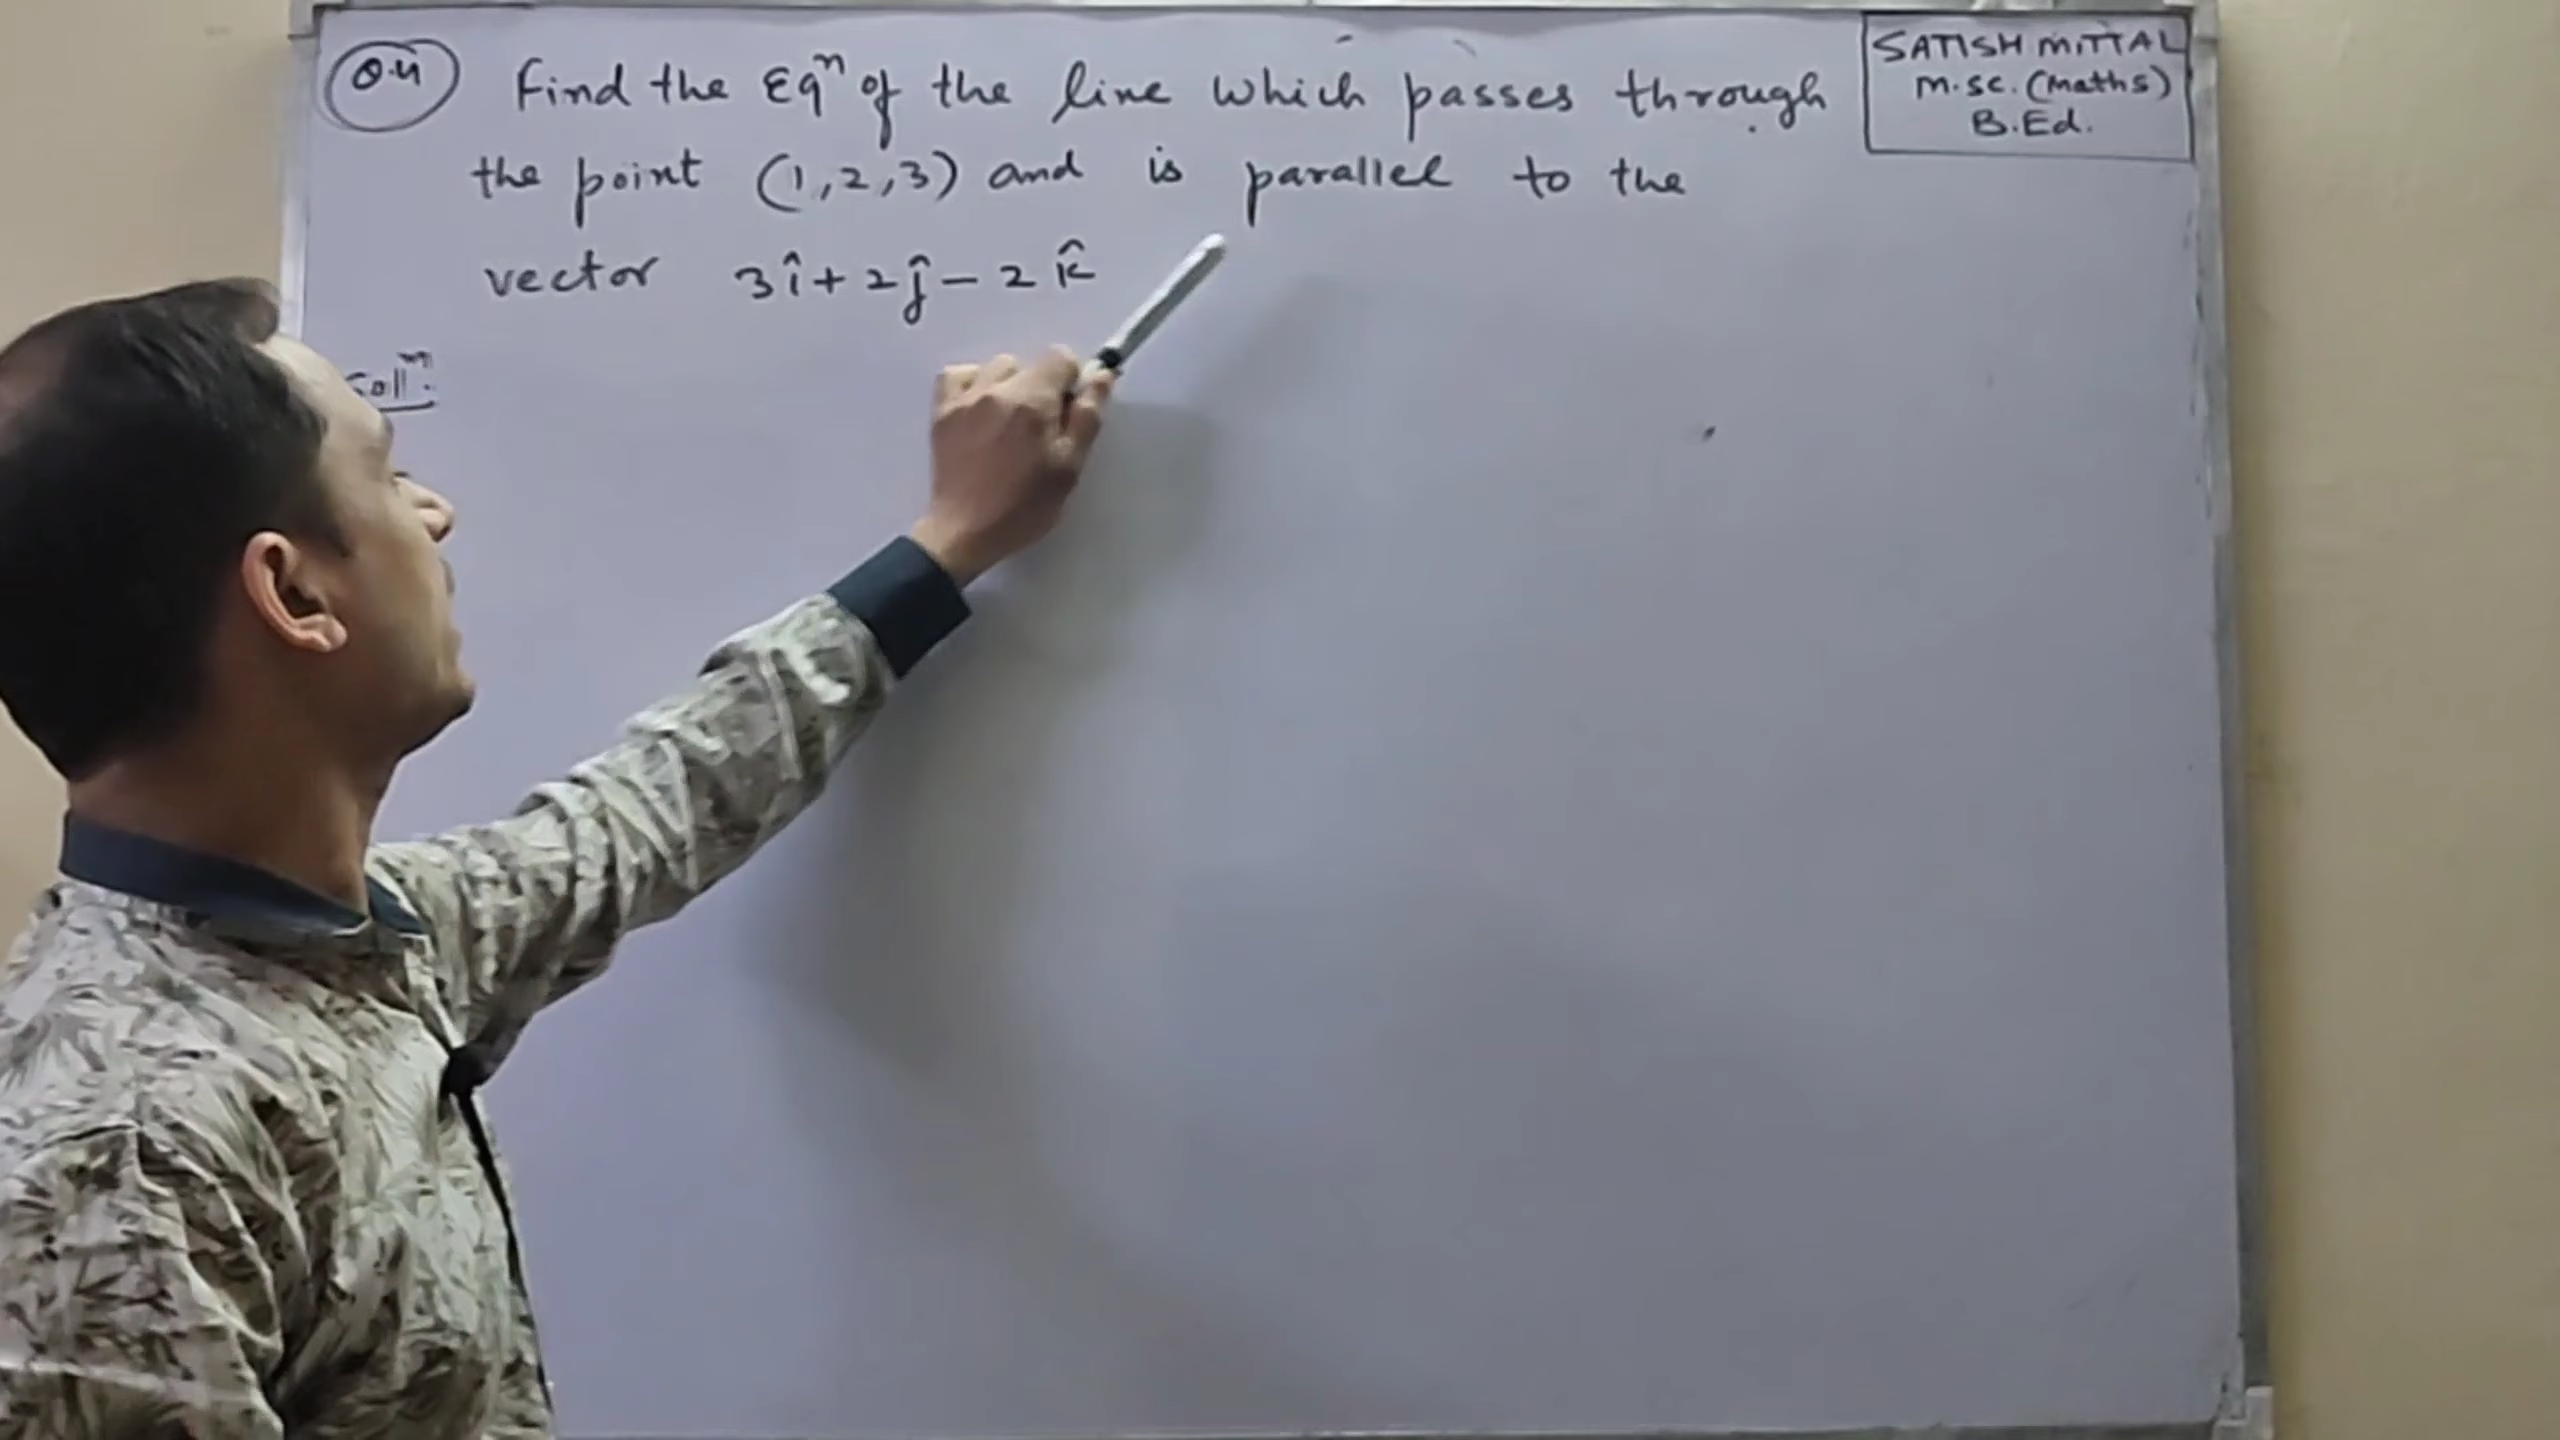 Q.4 Find the Eqⁿ of the line which passes through
the point (1,2,3) and is parallel to the
vector 3î+2ĵ-2k̂
Solⁿ:
SATISH MITTAL
M.Sc. (Maths)
B.Ed.